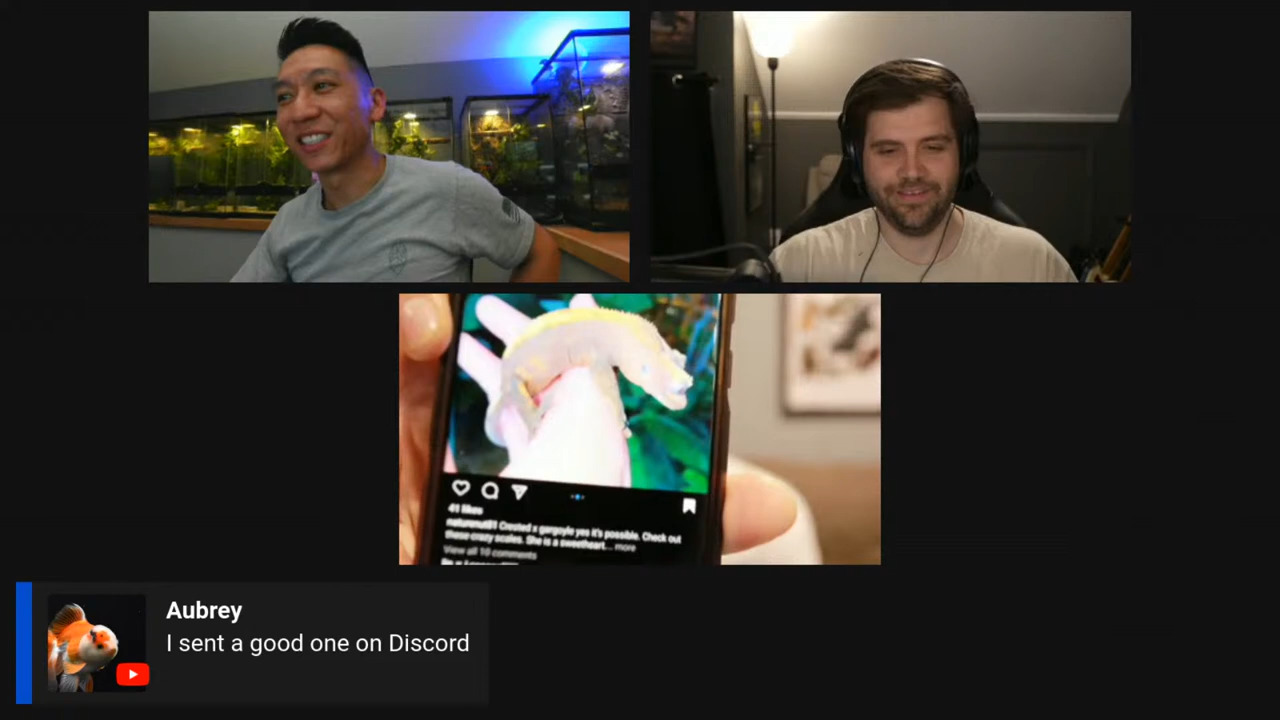 41 likes
naturenut81 Crested x gargoyle yes it's possible. Check out
these crazy scales. She is a sweetheart... more
View all 10 comments
Aubrey
I sent a good one on Discord